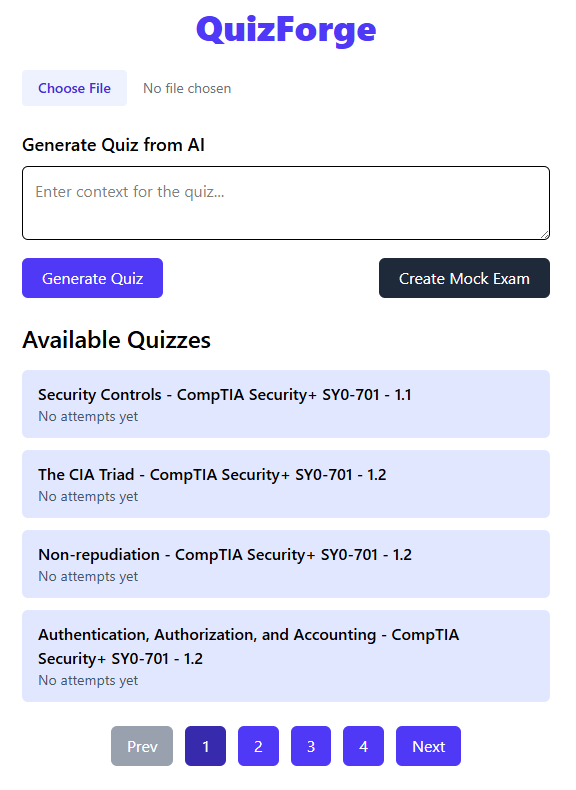 QuizForge
Choose File No file chosen
Generate Quiz from AI
Enter context for the quiz...
Generate Quiz Create Mock Exam
Available Quizzes
Security Controls - CompTIA Security+ SY0-701 - 1.1
No attempts yet
The CIA Triad - CompTIA Security+ SY0-701 - 1.2
No attempts yet
Non-repudiation - CompTIA Security+ SY0-701 - 1.2
No attempts yet
Authentication, Authorization, and Accounting - CompTIA
Security+ SY0-701 - 1.2
No attempts yet
Prev 1 2 3 4 Next